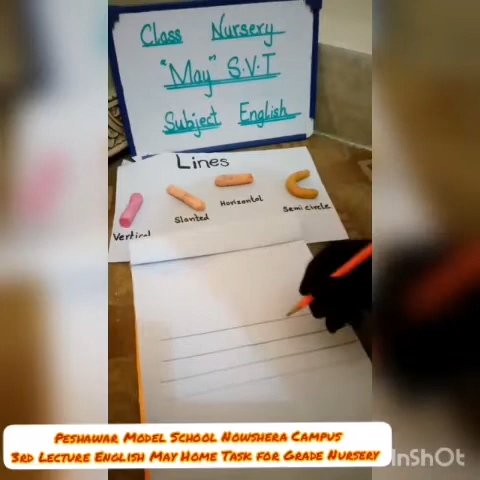 Class Nursery
"May" S.V.T
Subject English
Lines
Vertical
Slanted
Horizontal
Semi Circle
PESHAWAR MODEL SCHOOL NOWSHERA CAMPUS
3RD LECTURE ENGLISH MAY HOME TASK FOR GRADE NURSERY
InShOt